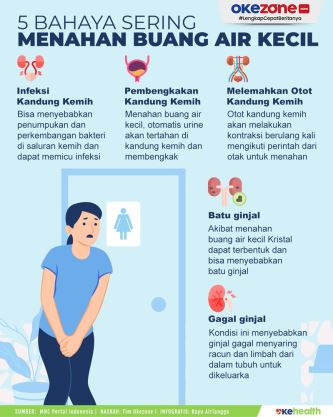 5 BAHAYA SERING
MENAHAN BUANG AIR KECIL
OKEZONE.com
#LengkapCepatBeritanya
Infeksi
Kandung Kemih
Bisa menyebabkan
penumpukan dan
perkembangan bakteri
di saluran kemih dan
dapat memicu infeksi
Pembengkakan
Kandung Kemih
Menahan buang air
kecil, otomatis urine
akan tertahan di
kandung kemih dan
membengkak
Melemahkan Otot
Kandung Kemih
Otot kandung kemih
akan melakukan
kontraksi berulang kali
mengikuti perintah dari
otak untuk menahan
Batu ginjal
Akibat menahan
buang air kecil Kristal
dapat terbentuk dan
bisa menyebabkan
batu ginjal
Gagal ginjal
Kondisi ini menyebabkan
ginjal gagal menyaring
racun dan limbah dari
dalam tubuh untuk
dikeluarka
SUMBER: MNC Portal Indonesia | NASKAH: Tim Okezone | INFOGRAFIS: Bayu Airlangga
okehealth